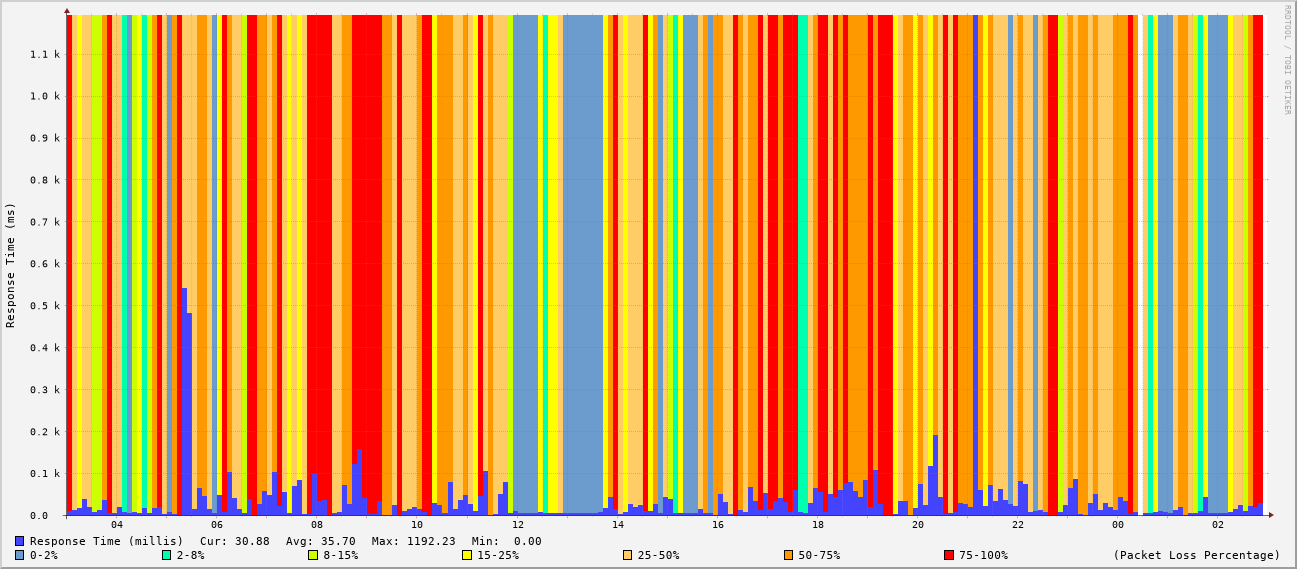 RRDTOOL / TOBI OETIKER
Response Time (ms)
1.1 k
1.0 k
0.9 k
0.8 k
0.7 k
0.6 k
0.5 k
0.4 k
0.3 k
0.2 k
0.1 k
0.0
04 06 08 10 12 14 16 18 20 22 00 02
Response Time (millis) Cur: 30.88 Avg: 35.70 Max: 1192.23 Min: 0.00
0-2% 2-8% 8-15% 15-25% 25-50% 50-75% 75-100% (Packet Loss Percentage)